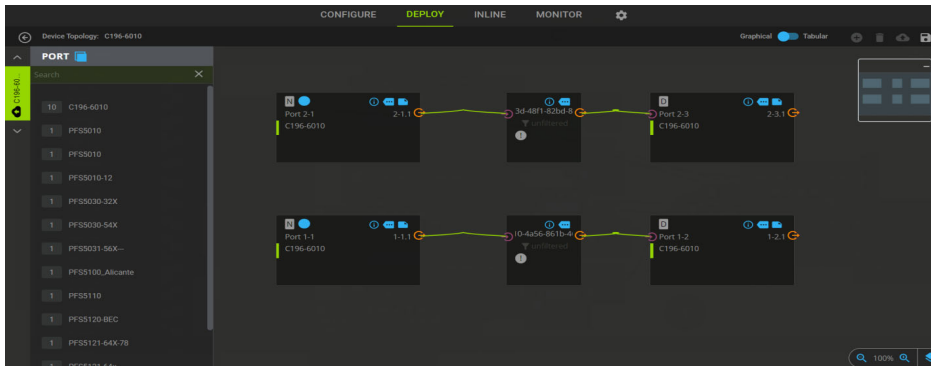 CONFIGURE DEPLOY INLINE MONITOR
Device Topology: C196-6010
Graphical Tabular
PORT
Search
C196-60...
10 C196-6010
1 PFS5010
1 PFS5010
1 PFS5010-12
1 PFS5030-32X
1 PFS5030-54X
1 PFS5031-56X--
1 PFS5100_Alicante
1 PFS5110
1 PFS5120-BEC
1 PFS5121-64X-78
N
Port 2-1 2-1.1
C196-6010
3d-48f1-82bd-8
unfiltered
D
Port 2-3 2-3.1
C196-6010
N
Port 1-1 1-1.1
C196-6010
unfiltered
D
Port 1-2 1-2.1
C196-6010
100%